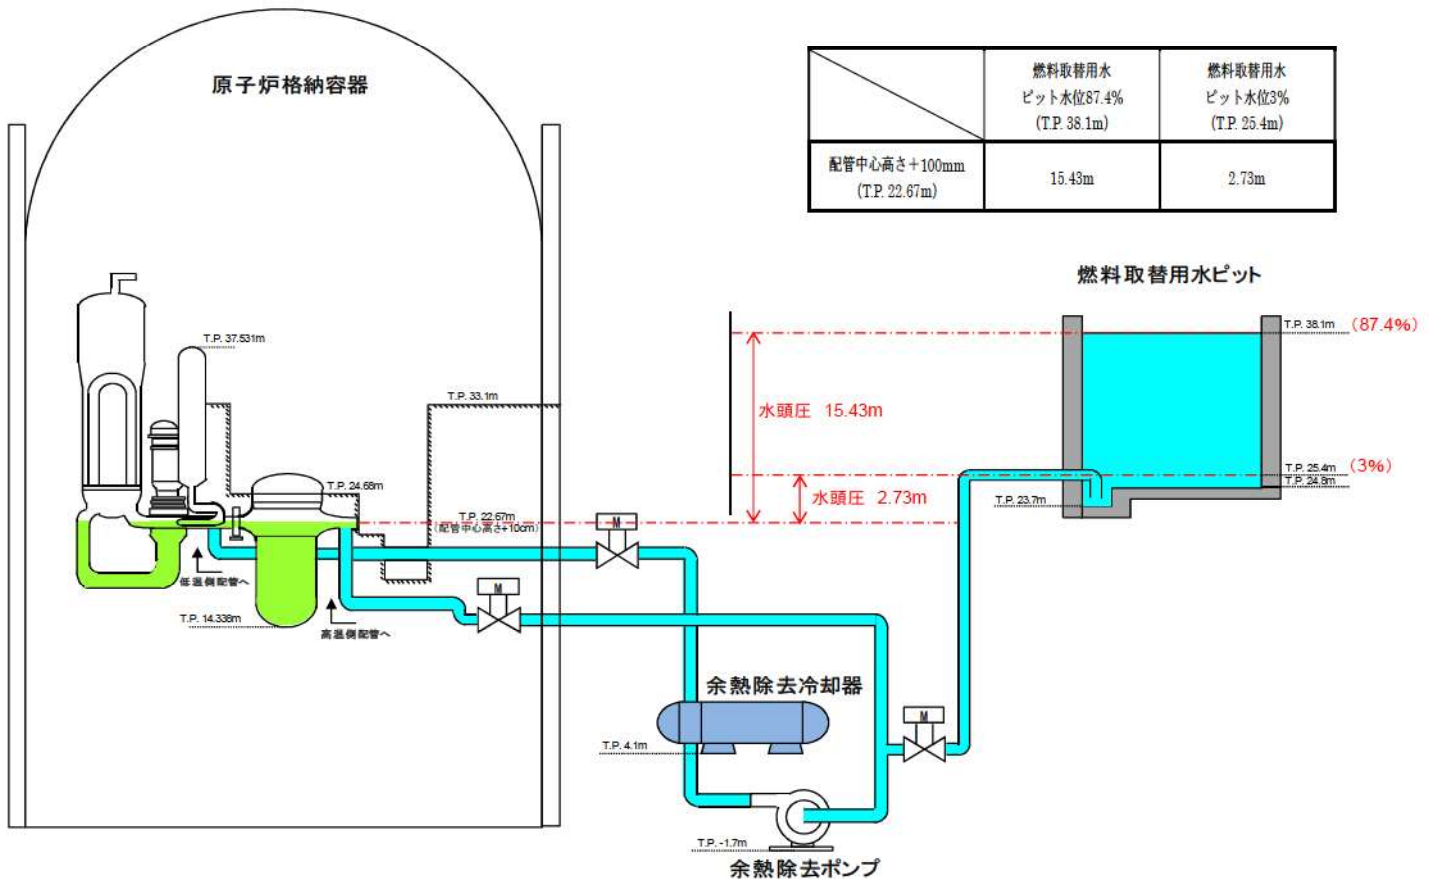 原子炉格納容器
燃料取替用水
ピット水位87.4%
(T.P. 38.1m)
燃料取替用水
ピット水位3%
(T.P. 25.4m)
配管中心高さ+100mm
(T.P. 22.67m)
15.43m
2.73m
燃料取替用水ピット
T.P. 38.1m
(87.4%)
T.P. 37.531m
T.P. 33.1m
水頭圧 15.43m
T.P. 25.4m
(3%)
T.P. 24.8m
T.P. 24.68m
水頭圧 2.73m
T.P. 23.7m
T.P. 22.67m
(配管中心高さ+10cm)
M
低温側配管へ
M
T.P. 14.338m
高温側配管へ
余熱除去冷却器
M
T.P. 4.1m
T.P. -1.7m
余熱除去ポンプ